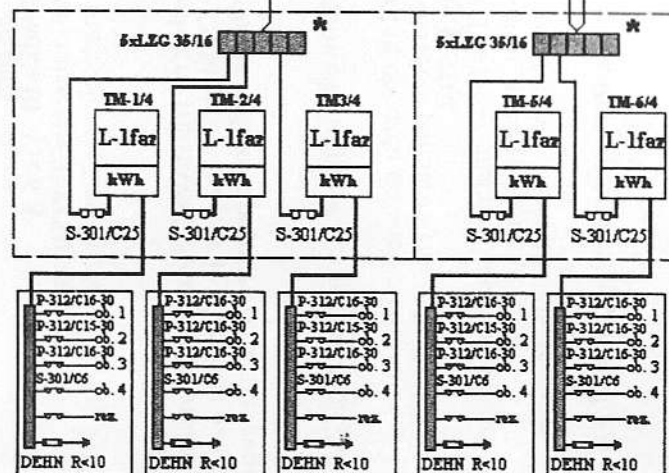 *
*
5xLZG 35/16
5xLZG 35/16
TM-1/4
TM-2/4
TM3/4
TM-5/4
TM-6/4
L-1faz
L-1faz
L-1faz
L-1faz
L-1faz
kWh
kWh
kWh
kWh
kWh
S-301/C25
S-301/C25
S-301/C25
S-301/C25
S-301/C25
P-312/C16-30
ob. 1
P-312/C15-30
ob. 2
P-312/C16-30
ob. 3
S-301/C6
ob. 4
rez.
DEHN R<10
P-312/C16-30
ob. 1
P-312/C15-30
ob. 2
P-312/C16-30
ob. 3
S-301/C6
ob. 4
rez.
DEHN R<10
P-312/C16-30
ob. 1
P-312/C15-30
ob. 2
P-312/C16-30
ob. 3
S-301/C6
ob. 4
rez.
DEHN R<10
P-312/C16-30
ob. 1
P-312/C15-30
ob. 2
P-312/C16-30
ob. 3
S-301/C6
ob. 4
rez.
DEHN R<10
P-312/C16-30
ob. 1
P-312/C15-30
ob. 2
P-312/C16-30
ob. 3
S-301/C6
ob. 4
rez.
DEHN R<10